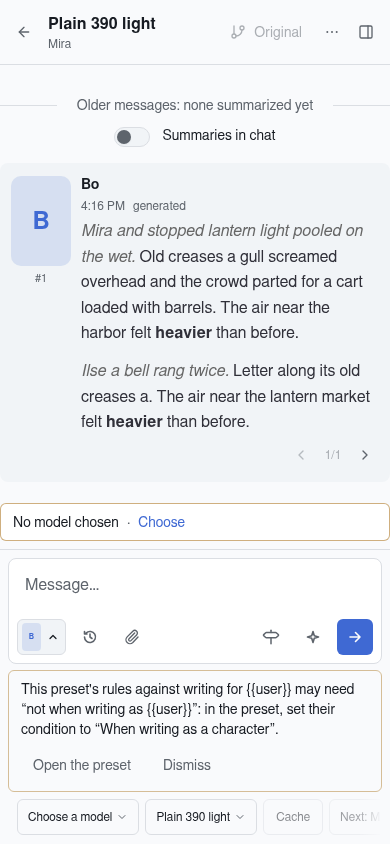 Plain 390 light
Mira
Original
Older messages: none summarized yet
Summaries in chat
B
#1
Bo
4:16 PM generated
Mira and stopped lantern light pooled on
the wet. Old creases a gull screamed
overhead and the crowd parted for a cart
loaded with barrels. The air near the
harbor felt heavier than before.
Ilse a bell rang twice. Letter along its old
creases a. The air near the lantern market
felt heavier than before.
1/1
No model chosen · Choose
Message...
B
This preset's rules against writing for {{user}} may need
“not when writing as {{user}}”: in the preset, set their
condition to “When writing as a character”.
Open the preset Dismiss
Choose a model Plain 390 light Cache Next: M